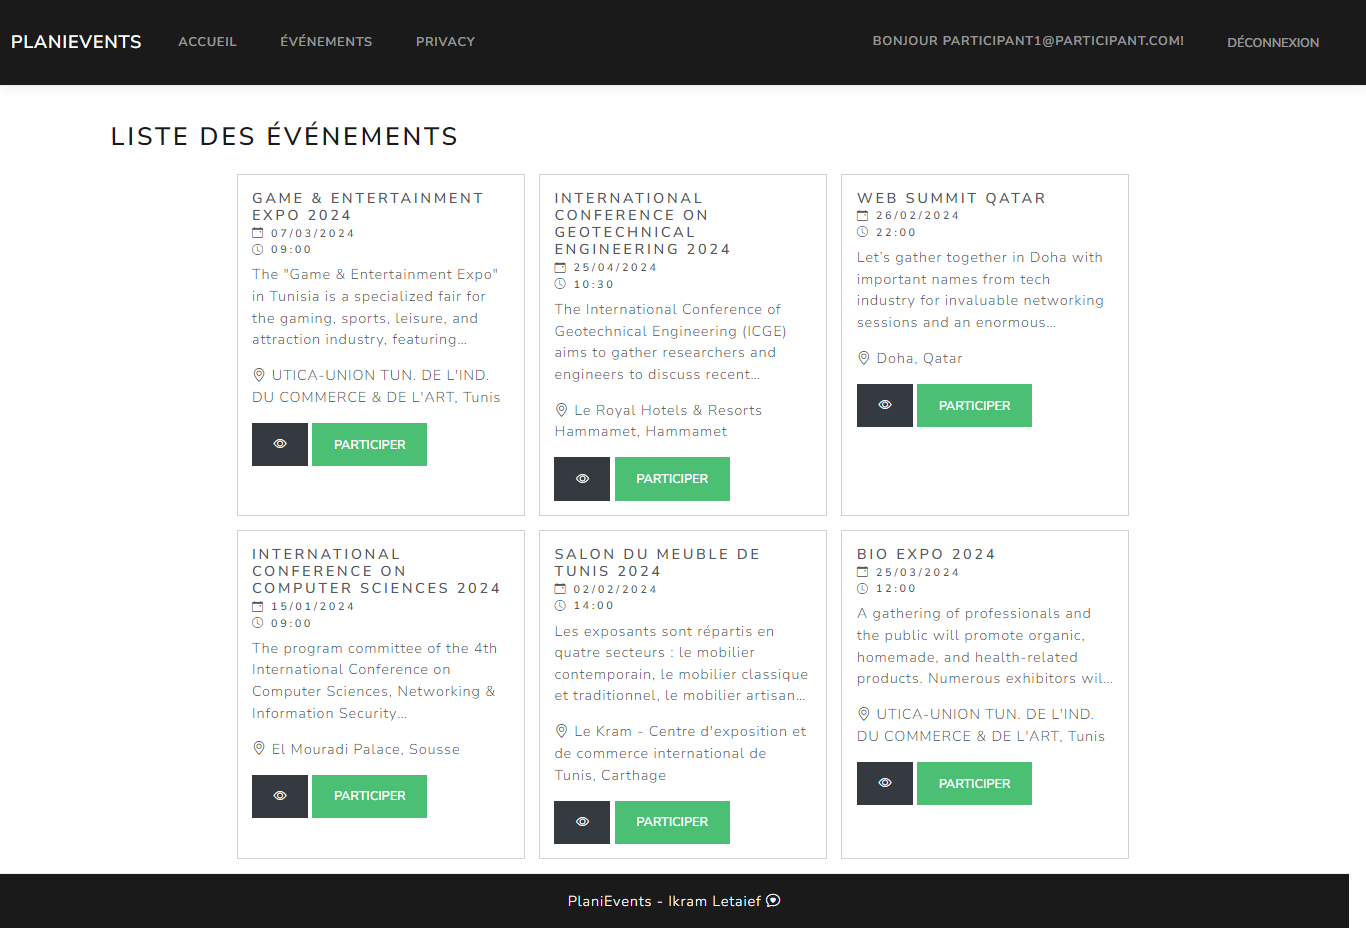 PLANIEVENTS ACCUEIL ÉVÉNEMENTS PRIVACY BONJOUR PARTICIPANT1@PARTICIPANT.COM! DÉCONNEXION
LISTE DES ÉVÉNEMENTS
GAME & ENTERTAINMENT
EXPO 2024
07/03/2024
09:00
The "Game & Entertainment Expo"
in Tunisia is a specialized fair for
the gaming, sports, leisure, and
attraction industry, featuring...
UTICA-UNION TUN. DE L'IND.
DU COMMERCE & DE L'ART, Tunis
PARTICIPER
INTERNATIONAL
CONFERENCE ON
GEOTECHNICAL
ENGINEERING 2024
25/04/2024
10:30
The International Conference of
Geotechnical Engineering (ICGE)
aims to gather researchers and
engineers to discuss recent...
Le Royal Hotels & Resorts
Hammamet, Hammamet
PARTICIPER
WEB SUMMIT QATAR
26/02/2024
22:00
Let's gather together in Doha with
important names from tech
industry for invaluable networking
sessions and an enormous...
Doha, Qatar
PARTICIPER
INTERNATIONAL
CONFERENCE ON
COMPUTER SCIENCES 2024
15/01/2024
09:00
The program committee of the 4th
International Conference on
Computer Sciences, Networking &
Information Security...
El Mouradi Palace, Sousse
PARTICIPER
SALON DU MEUBLE DE
TUNIS 2024
02/02/2024
14:00
Les exposants sont répartis en
quatre secteurs : le mobilier
contemporain, le mobilier classique
et traditionnel, le mobilier artisan...
Le Kram - Centre d'exposition et
de commerce international de
Tunis, Carthage
PARTICIPER
BIO EXPO 2024
25/03/2024
12:00
A gathering of professionals and
the public will promote organic,
homemade, and health-related
products. Numerous exhibitors wil...
UTICA-UNION TUN. DE L'IND.
DU COMMERCE & DE L'ART, Tunis
PARTICIPER
PlaniEvents - Ikram Letaief